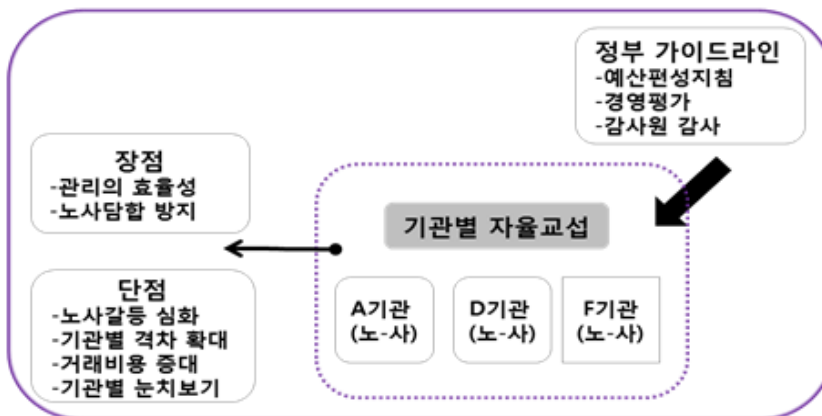 정부 가이드라인
-예산편성지침
-경영평가
-감사원 감사
장점
-관리의 효율성
-노사담합 방지
기관별 자율교섭
단점
-노사갈등 심화
-기관별 격차 확대
-거래비용 증대
-기관별 눈치보기
A기관
(노-사)
D기관
(노-사)
F기관
(노-사)